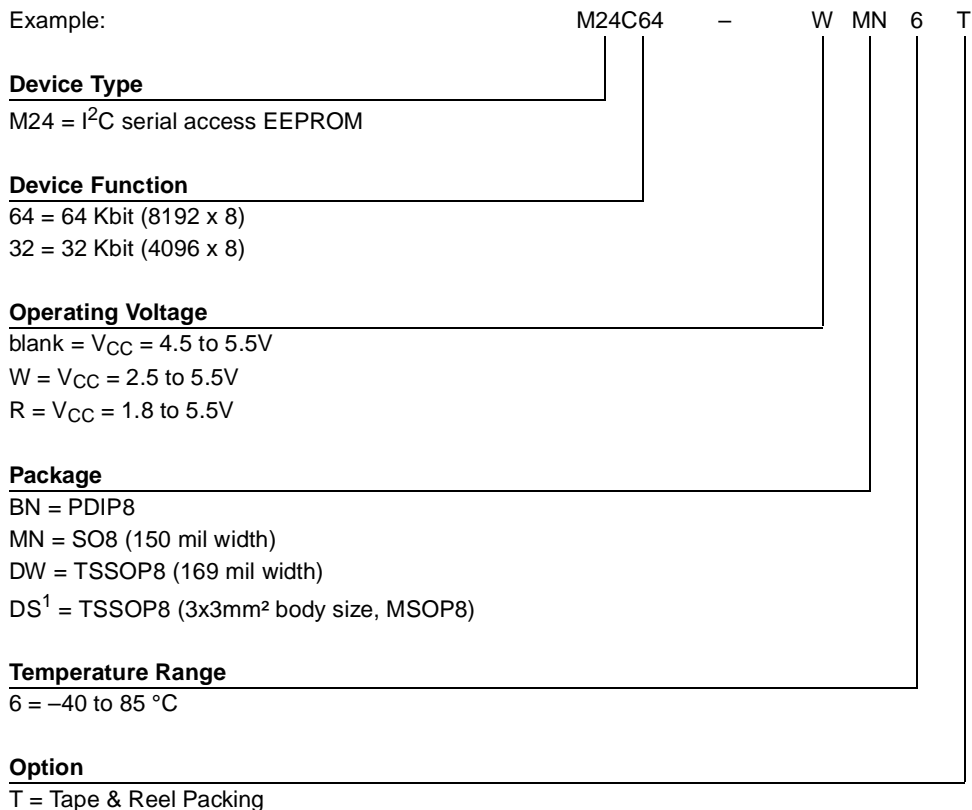 Example: M24C64 – W MN 6 T
Device Type
M24 = I²C serial access EEPROM
Device Function
64 = 64 Kbit (8192 x 8)
32 = 32 Kbit (4096 x 8)
Operating Voltage
blank = VCC = 4.5 to 5.5V
W = VCC = 2.5 to 5.5V
R = VCC = 1.8 to 5.5V
Package
BN = PDIP8
MN = SO8 (150 mil width)
DW = TSSOP8 (169 mil width)
DS¹ = TSSOP8 (3x3mm² body size, MSOP8)
Temperature Range
6 = –40 to 85 °C
Option
T = Tape & Reel Packing